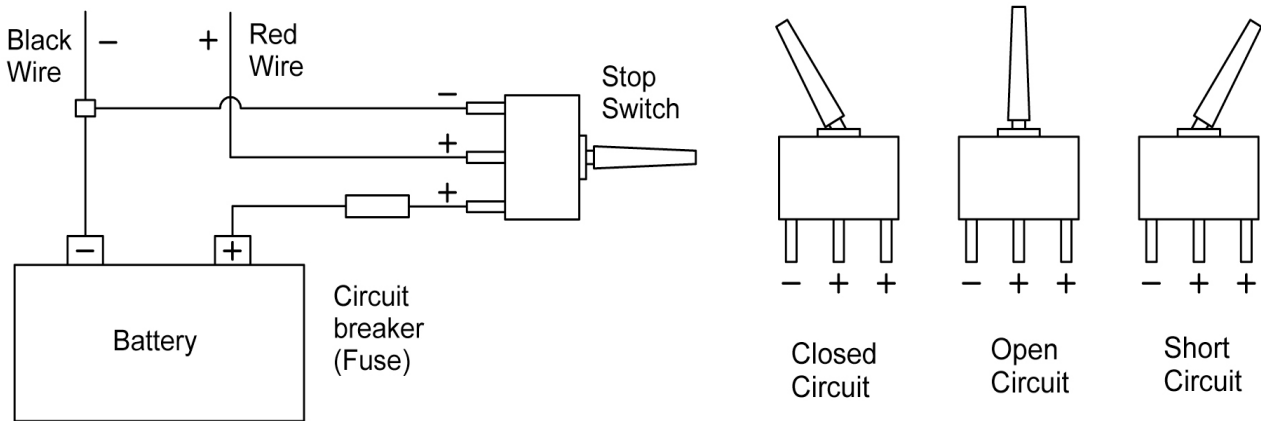 Black
Wire
−
+
Red
Wire
−
+
+
Stop
Switch
−
+
Battery
Circuit
breaker
(Fuse)
− + +
Closed
Circuit
− + +
Open
Circuit
− + +
Short
Circuit